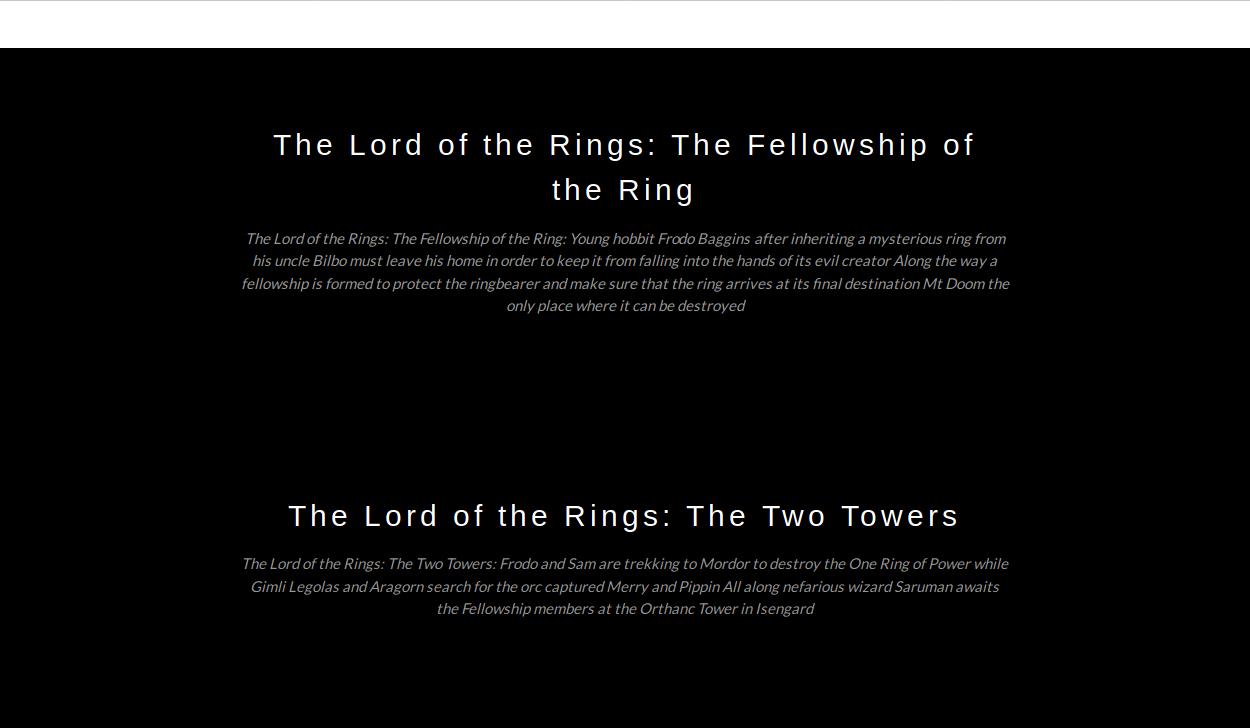 The Lord of the Rings: The Fellowship of
the Ring
The Lord of the Rings: The Fellowship of the Ring: Young hobbit Frodo Baggins after inheriting a mysterious ring from
his uncle Bilbo must leave his home in order to keep it from falling into the hands of its evil creator Along the way a
fellowship is formed to protect the ringbearer and make sure that the ring arrives at its final destination Mt Doom the
only place where it can be destroyed
The Lord of the Rings: The Two Towers
The Lord of the Rings: The Two Towers: Frodo and Sam are trekking to Mordor to destroy the One Ring of Power while
Gimli Legolas and Aragorn search for the orc captured Merry and Pippin All along nefarious wizard Saruman awaits
the Fellowship members at the Orthanc Tower in Isengard